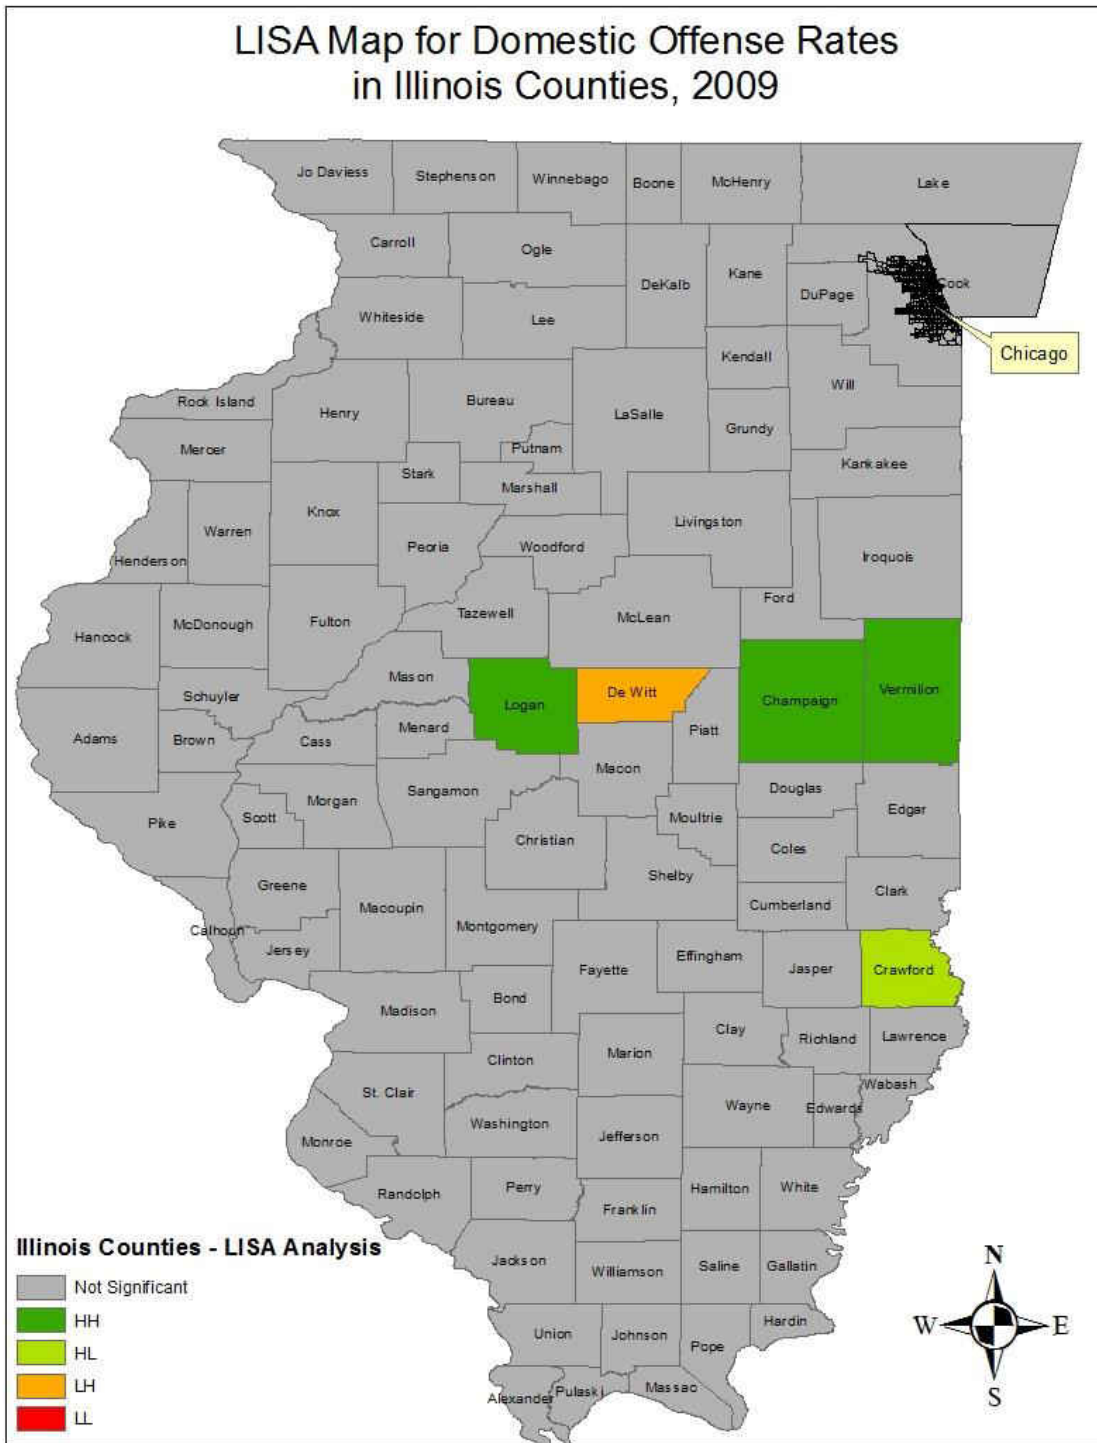 LISA Map for Domestic Offense Rates
in Illinois Counties, 2009
Jo Daviess
Stephenson
Winnebago
Boone
McHenry
Lake
Carroll
Ogle
DeKalb
Kane
DuPage
Cook
Whiteside
Lee
Kendall
Chicago
Will
Rock Island
Henry
Bureau
LaSalle
Grundy
Mercer
Putnam
Kankakee
Stark
Marshall
Knox
Warren
Peoria
Woodford
Livingston
Iroquois
Henderson
Ford
Tazewell
McLean
Hancock
McDonough
Fulton
Mason
Logan
De Witt
Champaign
Vermilion
Schuyler
Adams
Brown
Cass
Menard
Piatt
Macon
Sangamon
Douglas
Edgar
Pike
Scott
Morgan
Christian
Moultrie
Coles
Shelby
Greene
Macoupin
Montgomery
Cumberland
Clark
Calhoun
Jersey
Fayette
Effingham
Jasper
Crawford
Madison
Bond
Clay
Richland
Lawrence
Clinton
Marion
St. Clair
Wabash
Washington
Wayne
Edwards
Monroe
Jefferson
Randolph
Perry
Hamilton
White
Franklin
Jackson
Williamson
Saline
Gallatin
Union
Johnson
Pope
Hardin
Alexander
Pulaski
Massac
Illinois Counties - LISA Analysis
Not Significant
HH
HL
LH
LL
N
W
E
S